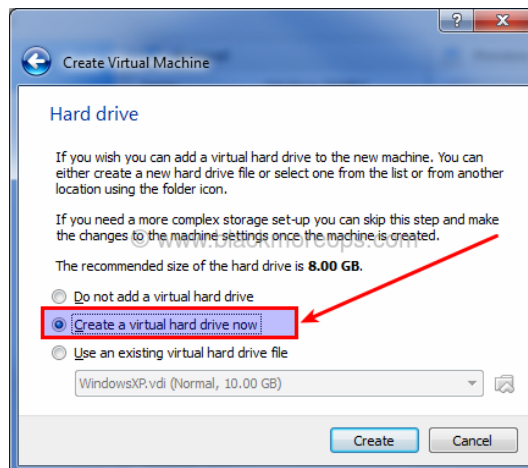 Create Virtual Machine
Hard drive
If you wish you can add a virtual hard drive to the new machine. You can
either create a new hard drive file or select one from the list or from another
location using the folder icon.
If you need a more complex storage set-up you can skip this step and make
the changes to the machine settings once the machine is created.
© www.blackmoreops.com
The recommended size of the hard drive is 8.00 GB.
Do not add a virtual hard drive
Create a virtual hard drive now
Use an existing virtual hard drive file
WindowsXP.vdi (Normal, 10.00 GB)
Create
Cancel